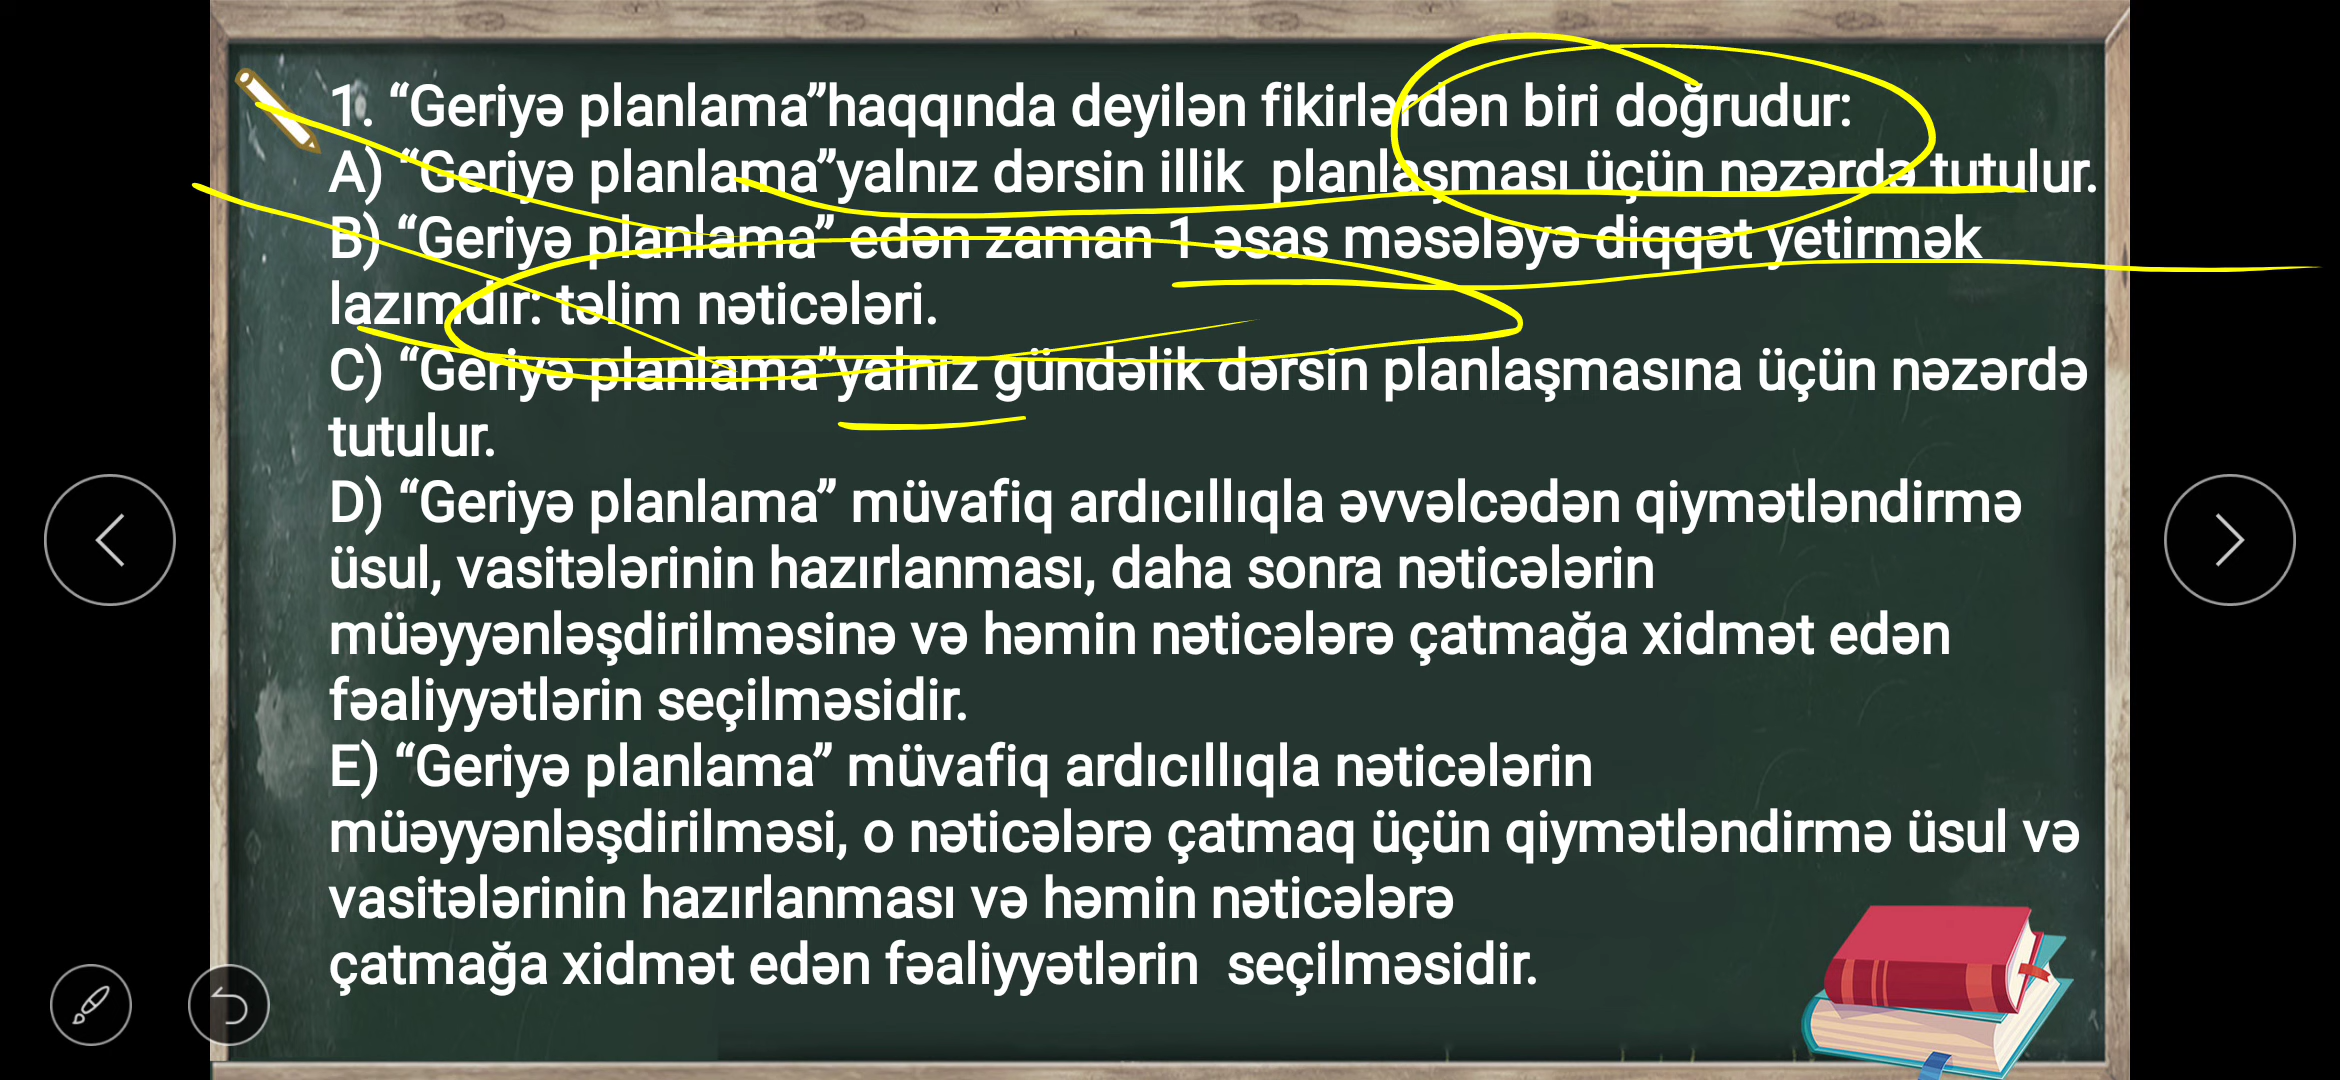 1. “Geriyə planlama”haqqında deyilən fikirlərdən biri doğrudur:
A) “Geriyə planlama”yalnız dərsin illik planlaşması üçün nəzərdə tutulur.
B) “Geriyə planlama” edən zaman 1 əsas məsələyə diqqət yetirmək
lazımdır: təlim nəticələri.
C) “Geriyə planlama”yalnız gündəlik dərsin planlaşmasına üçün nəzərdə
tutulur.
D) “Geriyə planlama” müvafiq ardıcıllıqla əvvəlcədən qiymətləndirmə
üsul, vasitələrinin hazırlanması, daha sonra nəticələrin
müəyyənləşdirilməsinə və həmin nəticələrə çatmağa xidmət edən
fəaliyyətlərin seçilməsidir.
E) “Geriyə planlama” müvafiq ardıcıllıqla nəticələrin
müəyyənləşdirilməsi, o nəticələrə çatmaq üçün qiymətləndirmə üsul və
vasitələrinin hazırlanması və həmin nəticələrə
çatmağa xidmət edən fəaliyyətlərin seçilməsidir.